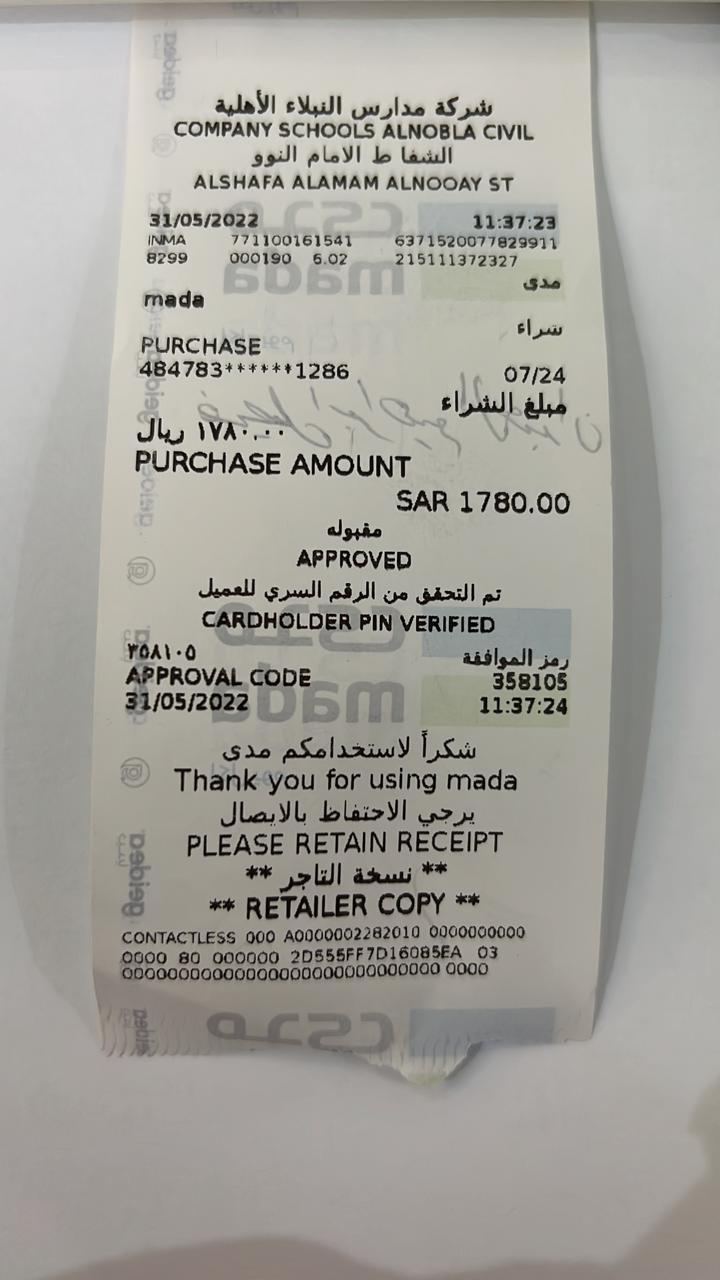 شركة مدارس النبلاء الأهلية
COMPANY SCHOOLS ALNOBLA CIVIL
الشفا ط الامام النوو
ALSHAFA ALAMAM ALNOOAY ST
31/05/2022 11:37:23
INMA 771100161541 6371520077829911
8299 000190 6.02 215111372327
مدى
mada
شراء
PURCHASE
484783******1286 07/24
مبلغ الشراء
١٧٨٠.٠٠ ريال
PURCHASE AMOUNT
SAR 1780.00
مقبوله
APPROVED
تم التحقق من الرقم السري للعميل
CARDHOLDER PIN VERIFIED
رمز الموافقة ٣٥٨١٠٥
APPROVAL CODE 358105
31/05/2022 11:37:24
شكراً لاستخدامكم مدى
Thank you for using mada
يرجي الاحتفاظ بالايصال
PLEASE RETAIN RECEIPT
** نسخة التاجر **
** RETAILER COPY **
CONTACTLESS 000 A0000002282010 0000000000
0000 80 000000 2D555FF7D16085EA 03
0000000000000000000000000000 0000